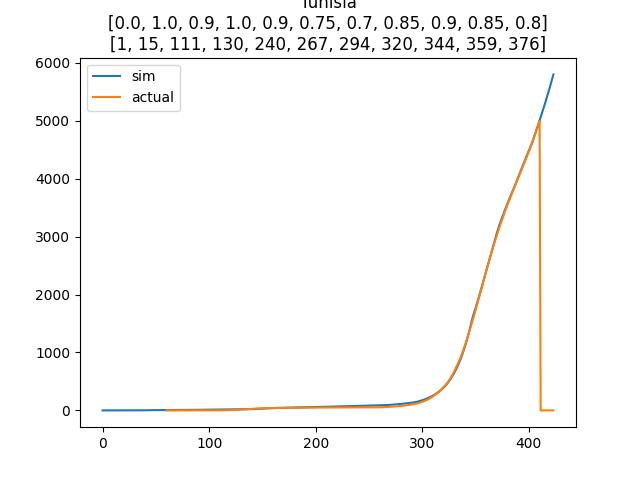 Tunisia
[0.0, 1.0, 0.9, 1.0, 0.9, 0.75, 0.7, 0.85, 0.9, 0.85, 0.8]
[1, 15, 111, 130, 240, 267, 294, 320, 344, 359, 376]
sim
actual
6000
5000
4000
3000
2000
1000
0
0 100 200 300 400